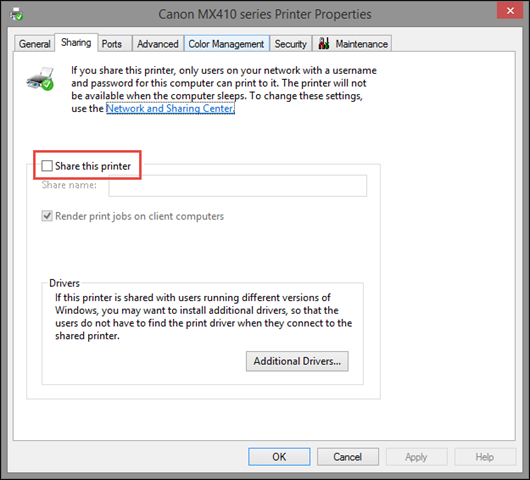 Canon MX410 series Printer Properties
General Sharing Ports Advanced Color Management Security Maintenance
If you share this printer, only users on your network with a username
and password for this computer can print to it. The printer will not
be available when the computer sleeps. To change these settings,
use the Network and Sharing Center.
Share this printer
Share name:
Render print jobs on client computers
Drivers
If this printer is shared with users running different versions of
Windows, you may want to install additional drivers, so that the
users do not have to find the print driver when they connect to the
shared printer.
Additional Drivers...
OK Cancel Apply Help